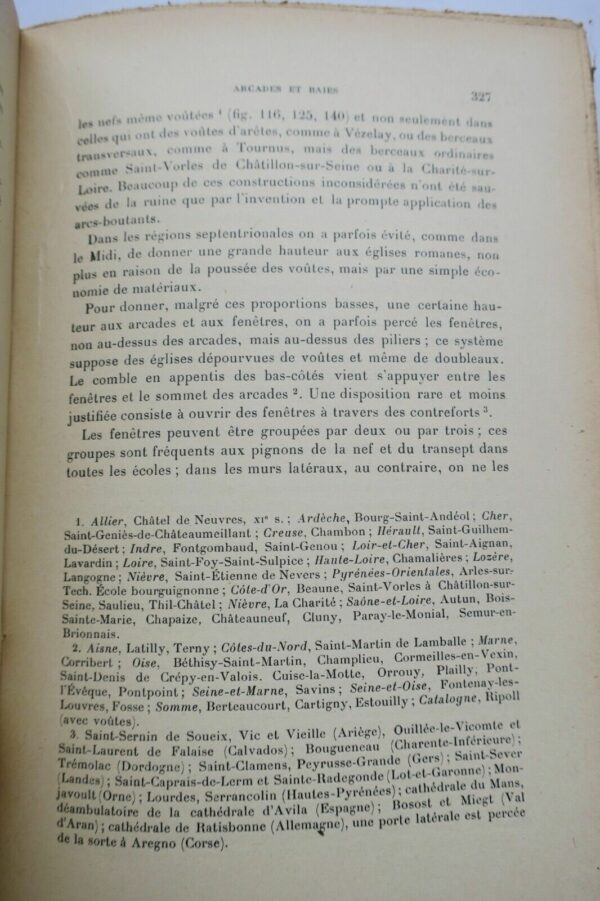 ARCADES ET BAIES
327
les nefs même voûtées ¹ (fig. 116, 125, 140) et non seulement dans
celles qui ont des voûtes d'arêtes, comme à Vézelay, ou des berceaux
transversaux, comme à Tournus, mais des berceaux ordinaires
comme Saint-Vorles de Châtillon-sur-Seine ou à la Charité-sur-
Loire. Beaucoup de ces constructions inconsidérées n'ont été sau-
vées de la ruine que par l'invention et la prompte application des
arcs-boutants.
Dans les régions septentrionales on a parfois évité, comme dans
le Midi, de donner une grande hauteur aux églises romanes, non
plus en raison de la poussée des voûtes, mais par une simple éco-
nomie de matériaux.
Pour donner, malgré ces proportions basses, une certaine hau-
teur aux arcades et aux fenêtres, on a parfois percé les fenêtres,
non au-dessus des arcades, mais au-dessus des piliers ; ce système
suppose des églises dépourvues de voûtes et même de doubleaux.
Le comble en appentis des bas-côtés vient s'appuyer entre les
fenêtres et le sommet des arcades ². Une disposition rare et moins
justifiée consiste à ouvrir des fenêtres à travers des contreforts ³.
Les fenêtres peuvent être groupées par deux ou par trois ; ces
groupes sont fréquents aux pignons de la nef et du transept dans
toutes les écoles ; dans les murs latéraux, au contraire, on ne les
1. Allier, Châtel de Neuvres, XIᵉ s. ; Ardèche, Bourg-Saint-Andéol ; Cher,
Saint-Geniès-de-Châteaumeillant ; Creuse, Chambon ; Hérault, Saint-Guilhem-
du-Désert ; Indre, Fontgombaud, Saint-Genou ; Loir-et-Cher, Saint-Aignan,
Lavardin ; Loire, Saint-Foy-Saint-Sulpice ; Haute-Loire, Chamalières ; Lozère,
Langogne ; Nièvre, Saint-Étienne de Nevers ; Pyrénées-Orientales, Arles-sur-
Tech. École bourguignonne ; Côte-d'Or, Beaune, Saint-Vorles à Châtillon-sur-
Seine, Saulieu, Thil-Châtel ; Nièvre, La Charité ; Saône-et-Loire, Autun, Bois-
Sainte-Marie, Chapaize, Châteauneuf, Cluny, Paray-le-Monial, Semur-en-
Brionnais.
2. Aisne, Latilly, Terny ; Côtes-du-Nord, Saint-Martin de Lamballe ; Marne,
Corribert ; Oise, Béthisy-Saint-Martin, Champlieu, Cormeilles-en-Vexin,
Saint-Denis de Crépy-en-Valois. Cuise-la-Motte, Orrouy, Plailly, Pont-
l'Évêque, Pontpoint ; Seine-et-Marne, Savins ; Seine-et-Oise, Fontenay-les-
Louvres, Fosse ; Somme, Berteaucourt, Cartigny, Estouilly ; Catalogne, Ripoll
(avec voûtes).
3. Saint-Sernin de Soueix, Vic et Vieille (Ariège), Ouillée-le-Vicomte et
Saint-Laurent de Falaise (Calvados) ; Bougueneau (Charente-Inférieure) ;
Trémolac (Dordogne) ; Saint-Clamens, Peyrusse-Grande (Gers) ; Saint-Sever
(Landes) ; Saint-Caprais-de-Lerm et Sainte-Radegonde (Lot-et-Garonne) ; Mon-
javoult (Orne) ; Lourdes, Serrancolin (Hautes-Pyrénées) ; cathédrale du Mans,
déambulatoire de la cathédrale d'Avila (Espagne) ; Bosost et Miegt (Val
d'Aran) ; cathédrale de Ratisbonne (Allemagne), une porte latérale est percée
de la sorte à Aregno (Corse).